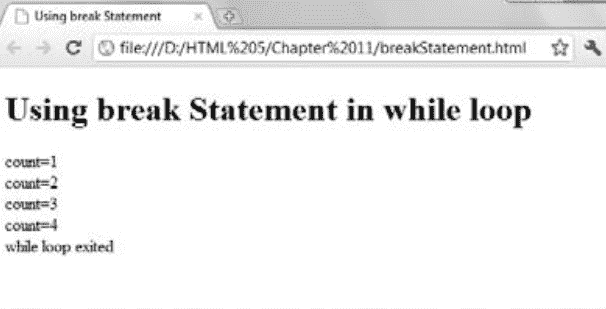 Using break Statement
file:///D:/HTML%205/Chapter%2011/breakStatement.html
Using break Statement in while loop
count=1
count=2
count=3
count=4
while loop exited